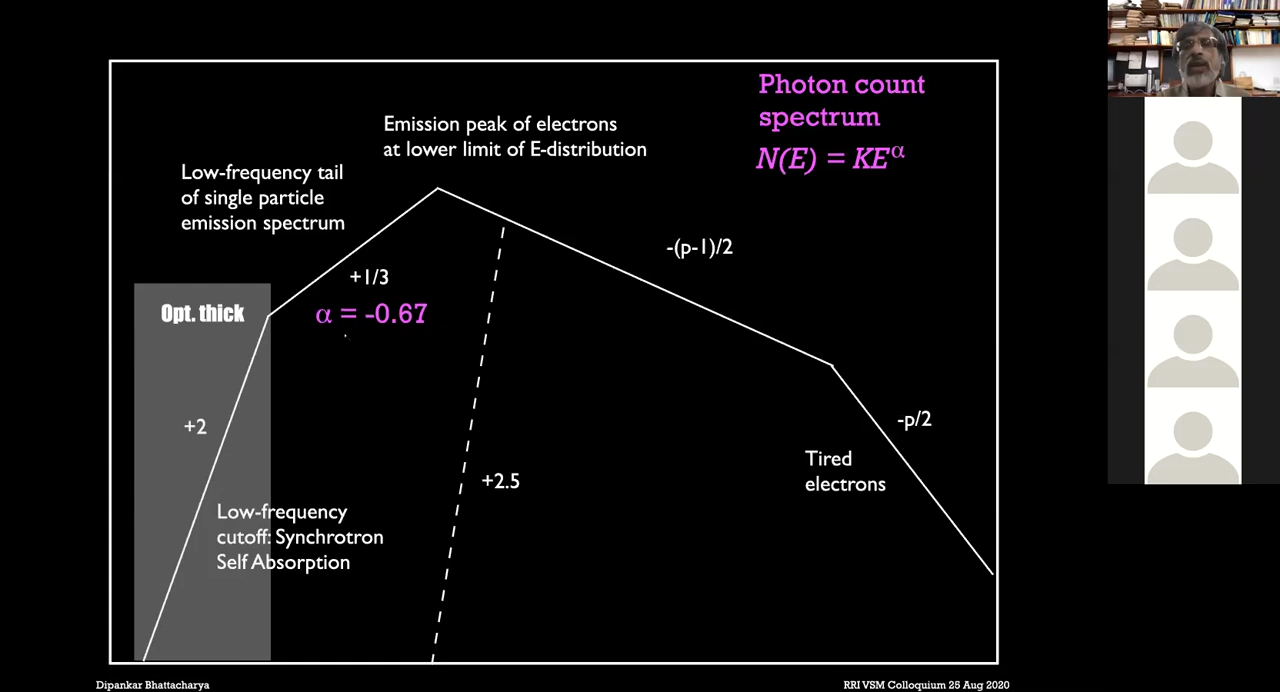 Photon count
spectrum
N(E) = KE^α
Emission peak of electrons
at lower limit of E-distribution
Low-frequency tail
of single particle
emission spectrum
-(p-1)/2
+1/3
Opt. thick
α = -0.67
+2
-p/2
Tired
electrons
+2.5
Low-frequency
cutoff: Synchrotron
Self Absorption
Dipankar Bhattacharya
RRI VSM Colloquium 25 Aug 2020